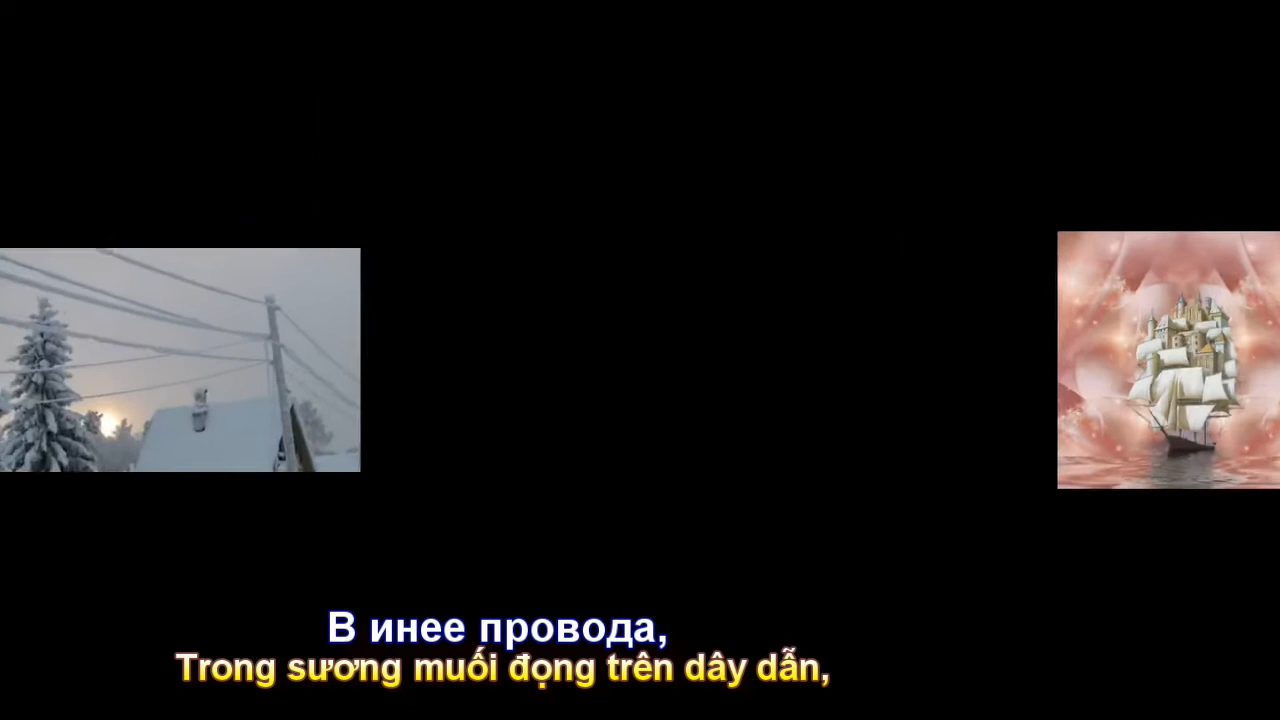 В инее провода,
Trong sương muối đọng trên dây dẫn,